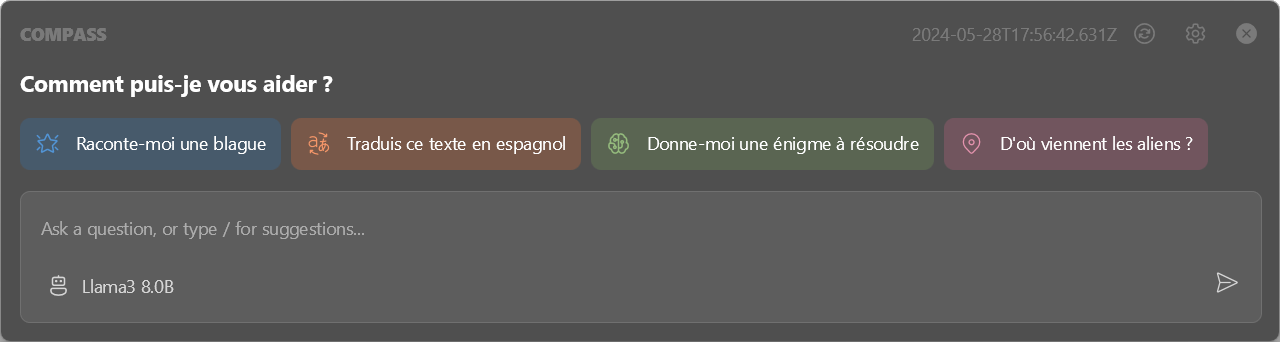 COMPASS 2024-05-28T17:56:42.631Z
Comment puis-je vous aider ?
Raconte-moi une blague Traduis ce texte en espagnol Donne-moi une énigme à résoudre D'où viennent les aliens ?
Ask a question, or type / for suggestions...
Llama3 8.0B